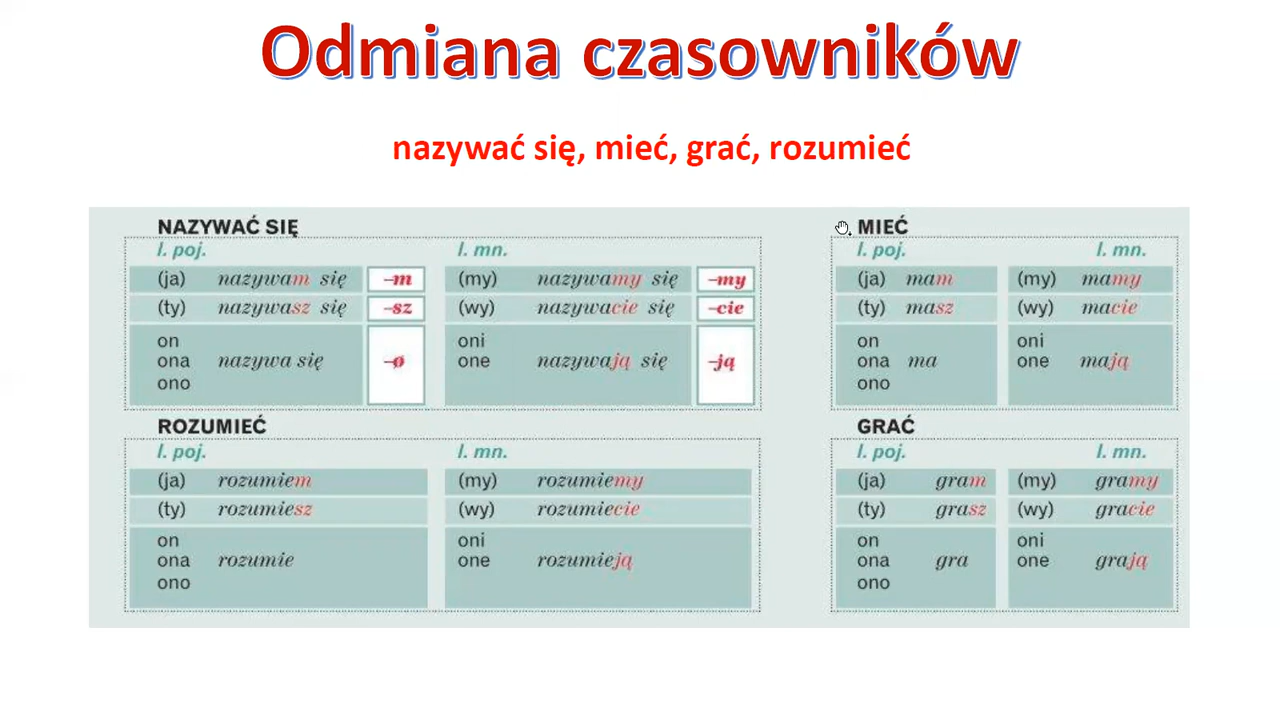 Odmiana czasowników
nazywać się, mieć, grać, rozumieć
NAZYWAĆ SIĘ
l. poj. l. mn.
(ja) nazywam się –m (my) nazywamy się –my
(ty) nazywasz się –sz (wy) nazywacie się –cie
on oni
ona nazywa się –ø one nazywają się –ją
ono
MIEĆ
l. poj. l. mn.
(ja) mam (my) mamy
(ty) masz (wy) macie
on oni
ona ma one mają
ono
ROZUMIEĆ
l. poj. l. mn.
(ja) rozumiem (my) rozumiemy
(ty) rozumiesz (wy) rozumiecie
on oni
ona rozumie one rozumieją
ono
GRAĆ
l. poj. l. mn.
(ja) gram (my) gramy
(ty) grasz (wy) gracie
on oni
ona gra one grają
ono